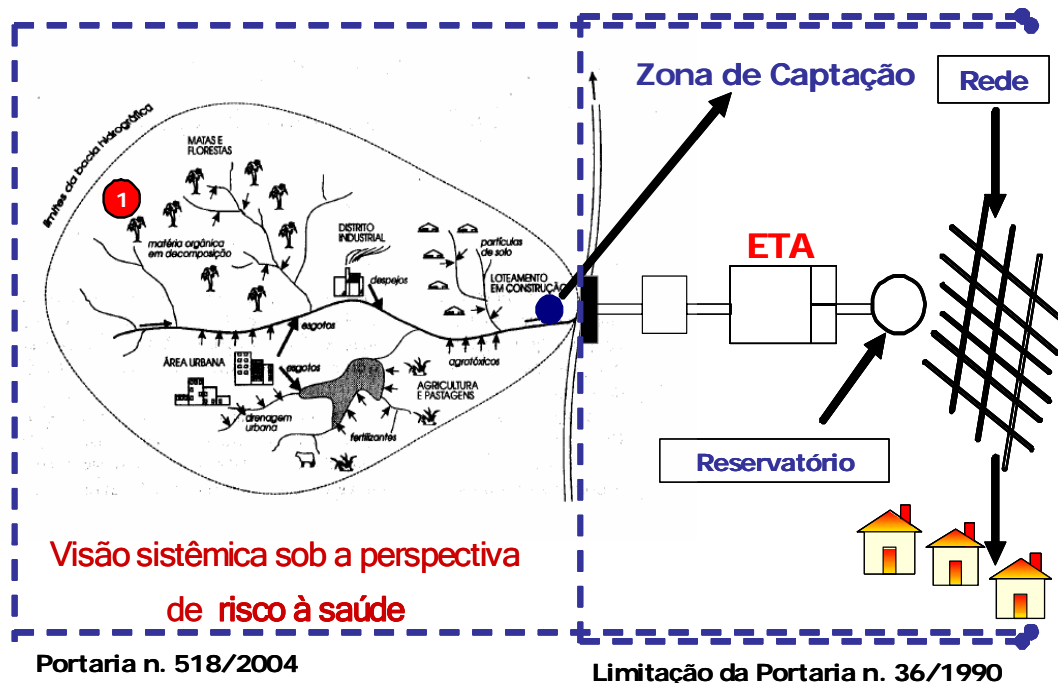 Zona de Captação
Rede
limites da bacia hidrográfica
MATAS E
FLORESTAS
1
matéria orgânica
em decomposição
DISTRITO
INDUSTRIAL
despejos
partículas
de solo
LOTEAMENTO
EM CONSTRUÇÃO
ETA
esgotos
ÁREA URBANA
esgotos
agrotóxicos
AGRICULTURA
E PASTAGENS
drenagem
urbana
fertilizantes
Reservatório
Visão sistêmica sob a perspectiva
de risco à saúde
Portaria n. 518/2004
Limitação da Portaria n. 36/1990